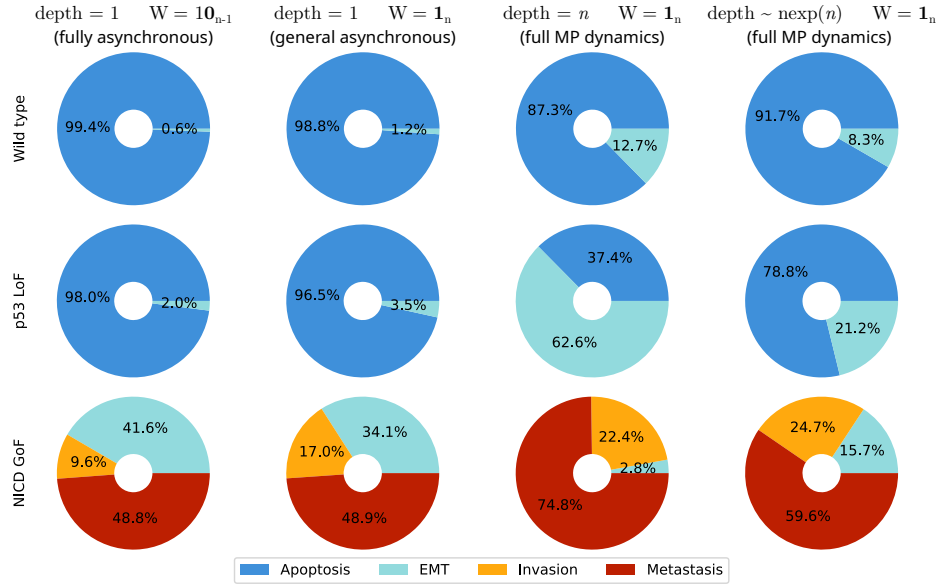 depth = 1 W = 10ₙ₋₁ depth = 1 W = 1ₙ depth = n W = 1ₙ depth ~ nexp(n) W = 1ₙ
(fully asynchronous) (general asynchronous) (full MP dynamics) (full MP dynamics)
Wild type
99.4% 0.6% 98.8% 1.2% 87.3% 12.7% 91.7% 8.3%
p53 LoF
98.0% 2.0% 96.5% 3.5% 37.4% 62.6% 78.8% 21.2%
NICD GoF
41.6% 9.6% 48.8% 34.1% 17.0% 48.9% 22.4% 2.8% 74.8% 24.7% 15.7% 59.6%
Apoptosis EMT Invasion Metastasis